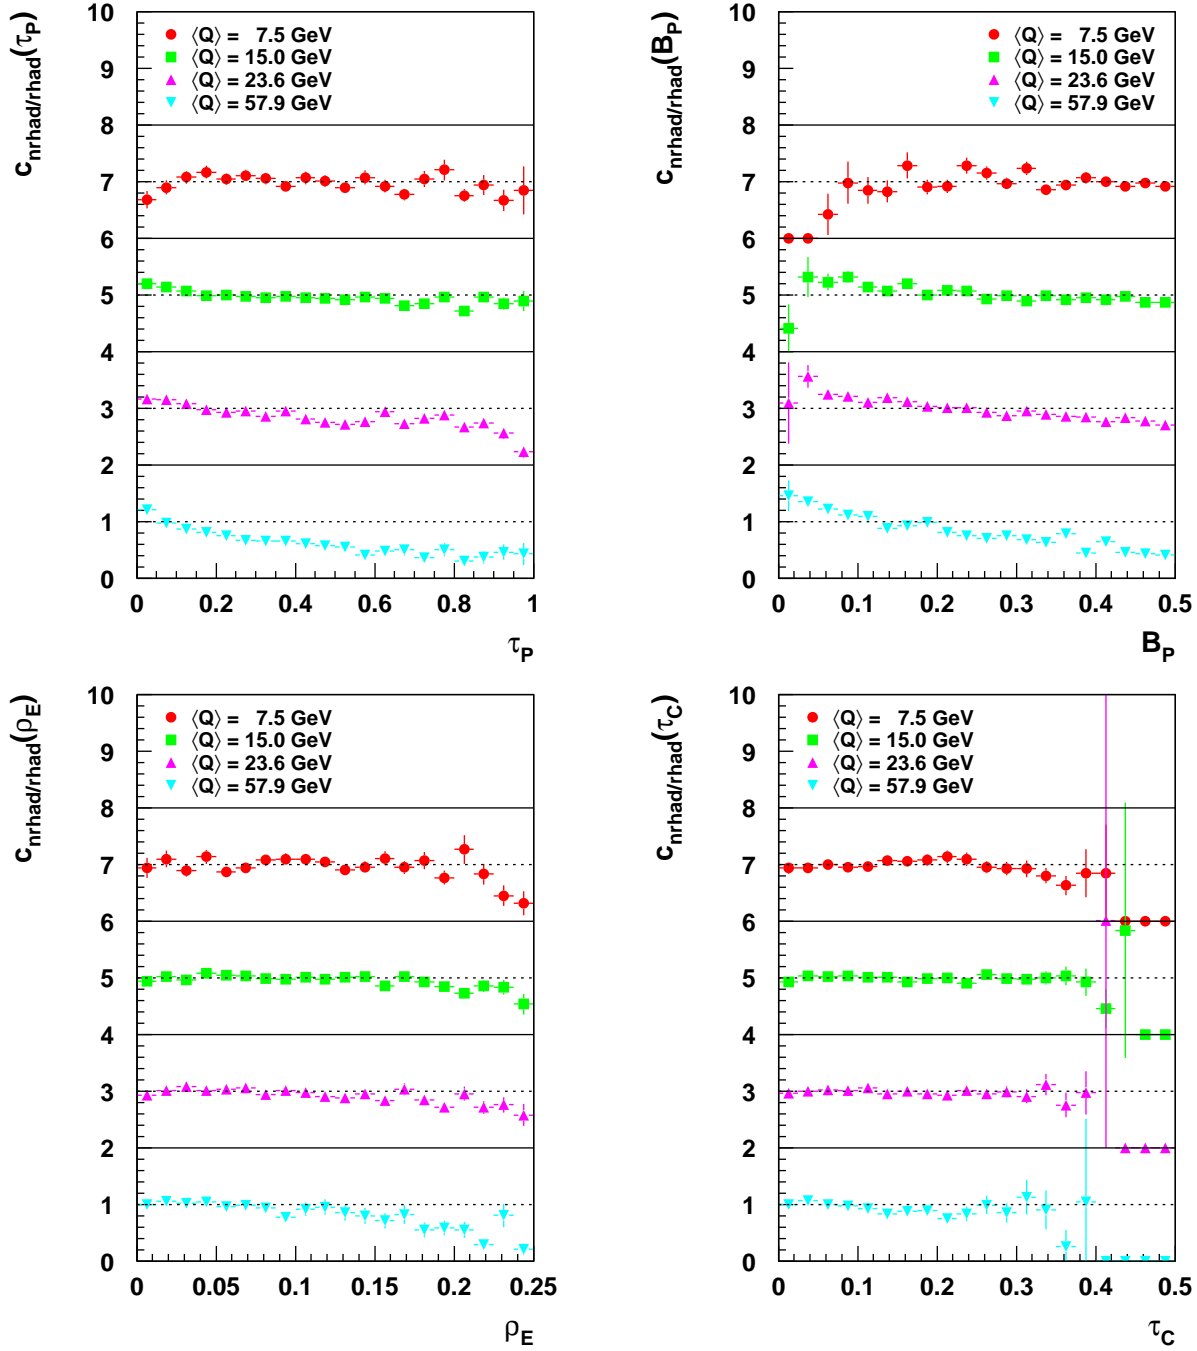 c_nrhad/rhad(τ_P)
10
8
7
6
5
4
3
2
1
0
9
⟨Q⟩ = 7.5 GeV
⟨Q⟩ = 15.0 GeV
⟨Q⟩ = 23.6 GeV
⟨Q⟩ = 57.9 GeV
0 0.2 0.4 0.6 0.8 1
τ_P
c_nrhad/rhad(B_P)
10
9
8
7
6
5
4
3
2
1
0
⟨Q⟩ = 7.5 GeV
⟨Q⟩ = 15.0 GeV
⟨Q⟩ = 23.6 GeV
⟨Q⟩ = 57.9 GeV
0 0.1 0.2 0.3 0.4 0.5
B_P
c_nrhad/rhad(ρ_E)
10
9
8
7
6
5
4
3
2
1
0
⟨Q⟩ = 7.5 GeV
⟨Q⟩ = 15.0 GeV
⟨Q⟩ = 23.6 GeV
⟨Q⟩ = 57.9 GeV
0 0.05 0.1 0.15 0.2 0.25
ρ_E
c_nrhad/rhad(τ_C)
10
9
8
7
6
5
4
3
2
1
0
⟨Q⟩ = 7.5 GeV
⟨Q⟩ = 15.0 GeV
⟨Q⟩ = 23.6 GeV
⟨Q⟩ = 57.9 GeV
0 0.1 0.2 0.3 0.4 0.5
τ_C